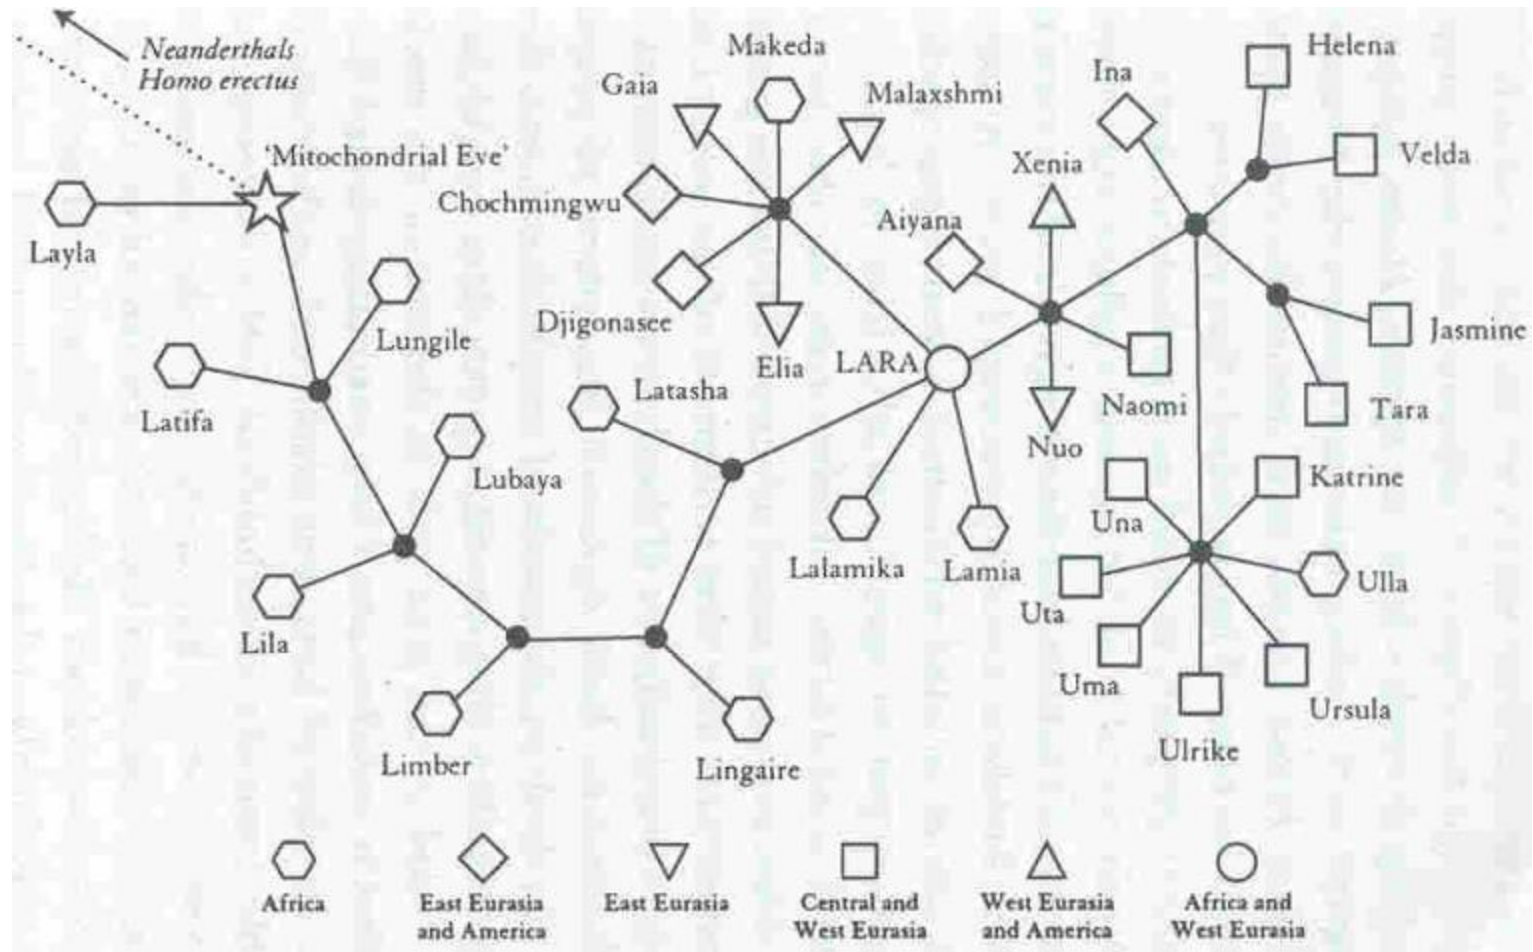 Neanderthals
Homo erectus
'Mitochondrial Eve'
Layla
Lungile
Latifa
Lubaya
Lila
Limber
Lingaire
Latasha
Makeda
Gaia
Malaxshmi
Chochmingwu
Djigonasee
Elia
LARA
Lalamika
Lamia
Aiyana
Xenia
Naomi
Nuo
Ina
Helena
Velda
Jasmine
Tara
Katrine
Una
Ulla
Uta
Uma
Ursula
Ulrike
Africa
East Eurasia
and America
East Eurasia
Central and
West Eurasia
West Eurasia
and America
Africa and
West Eurasia